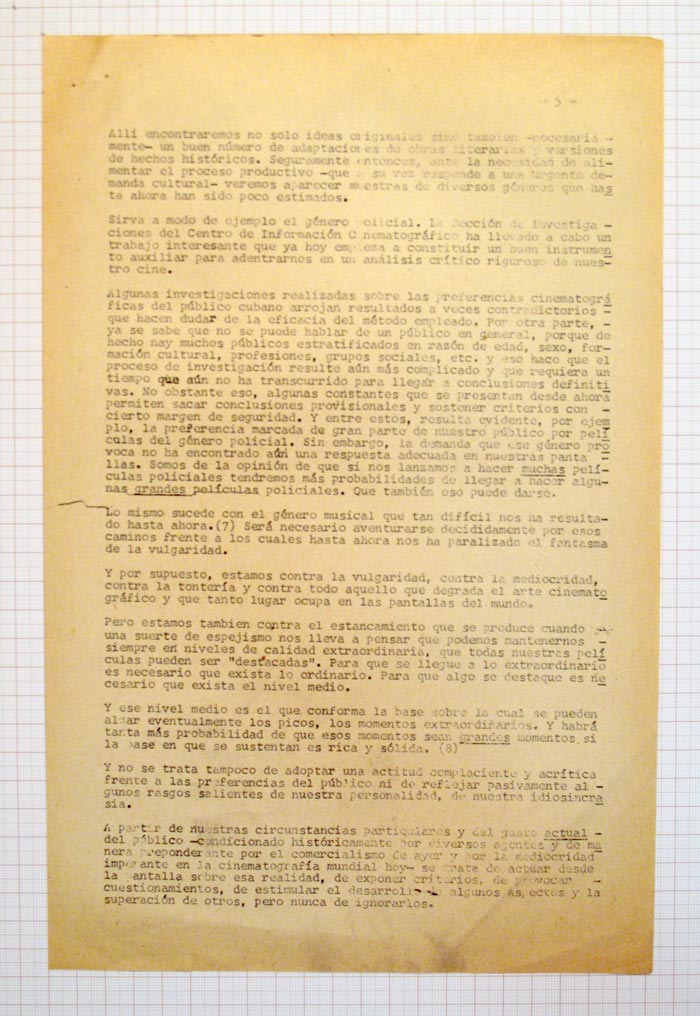 - 5 -
Alli encontraremos no solo ideas originales sino también -necesaria -
mente- un buen número de adaptaciones de obras literarias y versiones
de hechos históricos. Seguramente entonces, ante la necesidad de ali-
mentar el proceso productivo -que a su vez responde a una urgente de-
manda cultural- veremos aparecer muestras de diversos géneros que has
ta ahora han sido poco estimados.
Sirva a modo de ejemplo el género policial. La Sección de Investiga -
ciones del Centro de Información Cinematográfico ha llevado a cabo un
trabajo interesante que ya hoy empieza a constituir un buen instrumen
to auxiliar para adentrarnos en un análisis crítico riguroso de nues-
tro cine.
Algunas investigaciones realizadas sobre las preferencias cinematográ
ficas del público cubano arrojan resultados a veces contradictorios -
que hacen dudar de la eficacia del método empleado. Por otra parte, -
ya se sabe que no se puede hablar de un público en general, porque de
hecho hay muchos públicos estratificados en razón de edad, sexo, for-
mación cultural, profesiones, grupos sociales, etc. y eso hace que el
proceso de investigación resulte aún más complicado y que requiera un
tiempo que aún no ha transcurrido para llegar a conclusiones definiti
vas. No obstante eso, algunas constantes que se presentan desde ahora
permiten sacar conclusiones provisionales y sostener criterios con -
cierto margen de seguridad. Y entre estos, resulta evidente, por ejem
plo, la preferencia marcada de gran parte de nuestro público por pelí
culas del género policial. Sin embargo, la demanda que ese género pro
voca no ha encontrado aún una respuesta adecuada en nuestras panta -
llas. Somos de la opinión de que si nos lanzamos a hacer muchas pelí-
culas policiales tendremos más probabilidades de llegar a hacer algu-
nas grandes películas policiales. Que también eso puede darse.
Lo mismo sucede con el género musical que tan difícil nos ha resulta-
do hasta ahora.(7) Será necesario aventurarse decididamente por esos
caminos frente a los cuales hasta ahora nos ha paralizado el fantasma
de la vulgaridad.
Y por supuesto, estamos contra la vulgaridad, contra la mediocridad,
contra la tontería y contra todo aquello que degrada el arte cinemato
gráfico y que tanto lugar ocupa en las pantallas del mundo.
Pero estamos tambien contra el estancamiento que se produce cuando
una suerte de espejismo nos lleva a pensar que podemos mantenernos -
siempre en niveles de calidad extraordinaria, que todas nuestras pelí
culas pueden ser "destacadas". Para que se llegue a lo extraordinario
es necesario que exista lo ordinario. Para que algo se destaque es ne
cesario que exista el nivel medio.
Y ese nivel medio es el que conforma la base sobre la cual se pueden
alzar eventualmente los picos, los momentos extraordinarios. Y habrá
tanta más probabilidad de que esos momentos sean grandes momentos si
la base en que se sustentan es rica y sólida. (8)
Y no se trata tampoco de adoptar una actitud complaciente y acrítica
frente a las preferencias del público ni de reflejar pasivamente al -
gunos rasgos salientes de nuestra personalidad, de nuestra idiosincra
sia.
A partir de nuestras circunstancias particulares y del gusto actual -
del público -condicionado históricamente por diversos agentes y de ma
nera preponderante por el comercialismo de ayer y por la mediocridad
imperante en la cinematografía mundial hoy- se trata de actuar desde
la pantalla sobre esa realidad, de exponer criterios, de provocar -
cuestionamientos, de estimular el desarrollo algunos aspectos y la
superación de otros, pero nunca de ignorarlos.